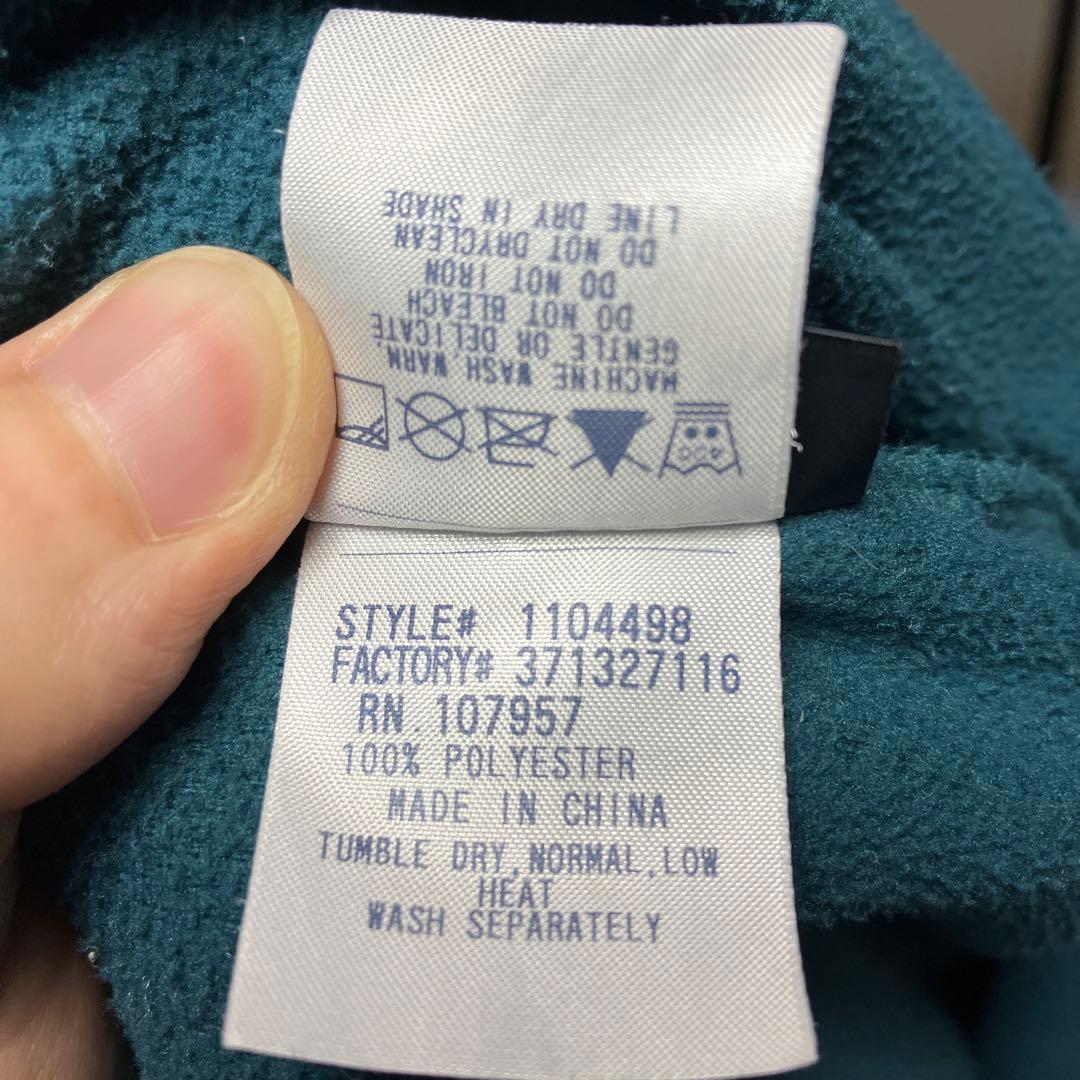 MACHINE WASH,WARM
GENTLE OR DELICATE
DO NOT BLEACH
DO NOT IRON
DO NOT DRYCLEAN
LINE DRY IN SHADE
STYLE# 1104498
FACTORY# 371327116
RN.107957
100% POLYESTER
MADE IN CHINA
TUMBLE DRY,NORMAL,LOW
HEAT
WASH SEPARATELY